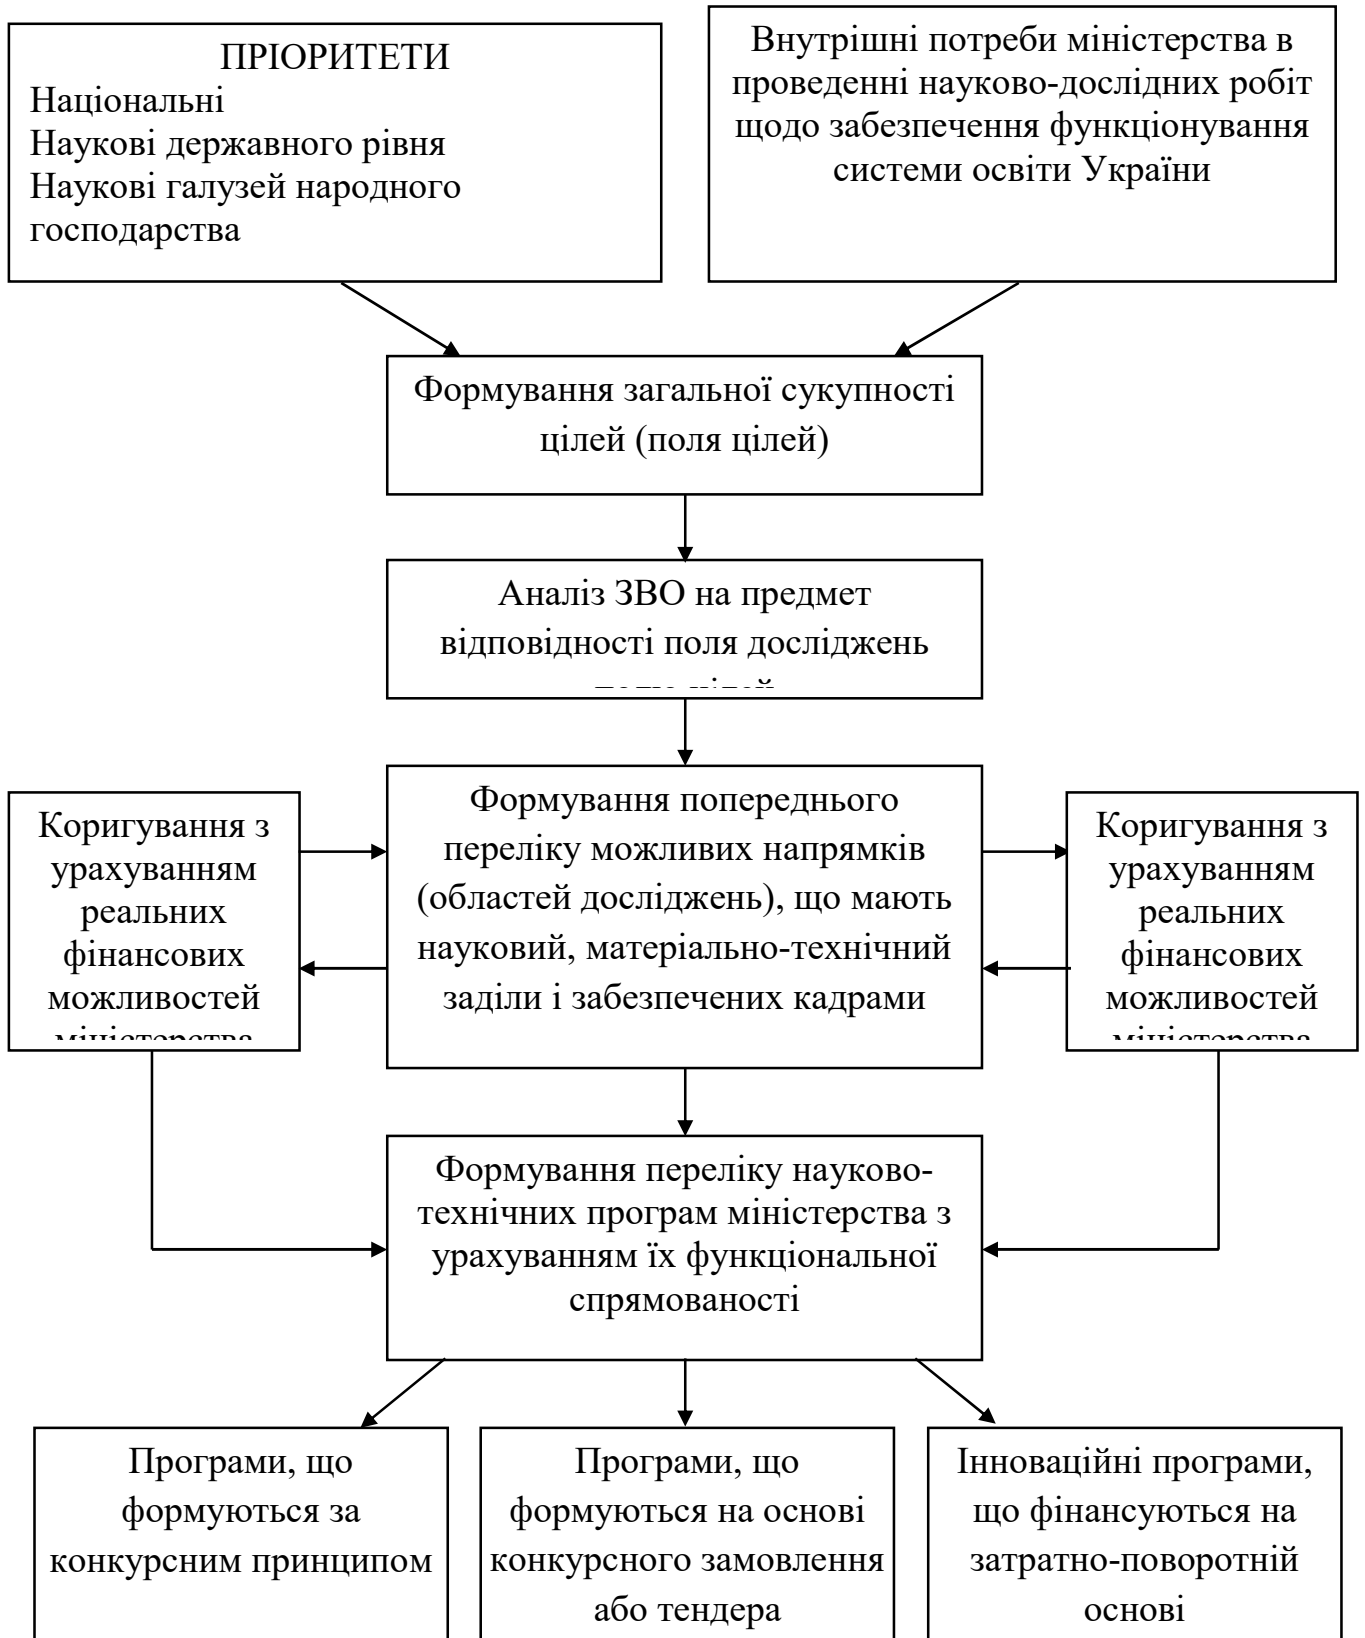 ПРІОРИТЕТИ
Національні
Наукові державного рівня
Наукові галузей народного
господарства
Внутрішні потреби міністерства в
проведенні науково-дослідних робіт
щодо забезпечення функціонування
системи освіти України
Формування загальної сукупності
цілей (поля цілей)
Аналіз ЗВО на предмет
відповідності поля досліджень
полю цілей
Коригування з
урахуванням
реальних
фінансових
можливостей
міністерства
Формування попереднього
переліку можливих напрямків
(областей досліджень), що мають
науковий, матеріально-технічний
заділи і забезпечених кадрами
Коригування з
урахуванням
реальних
фінансових
можливостей
міністерства
Формування переліку науково-
технічних програм міністерства з
урахуванням їх функціональної
спрямованості
Програми, що
формуються за
конкурсним принципом
Програми, що
формуються на основі
конкурсного замовлення
або тендера
Інноваційні програми,
що фінансуються на
затратно-поворотній
основі